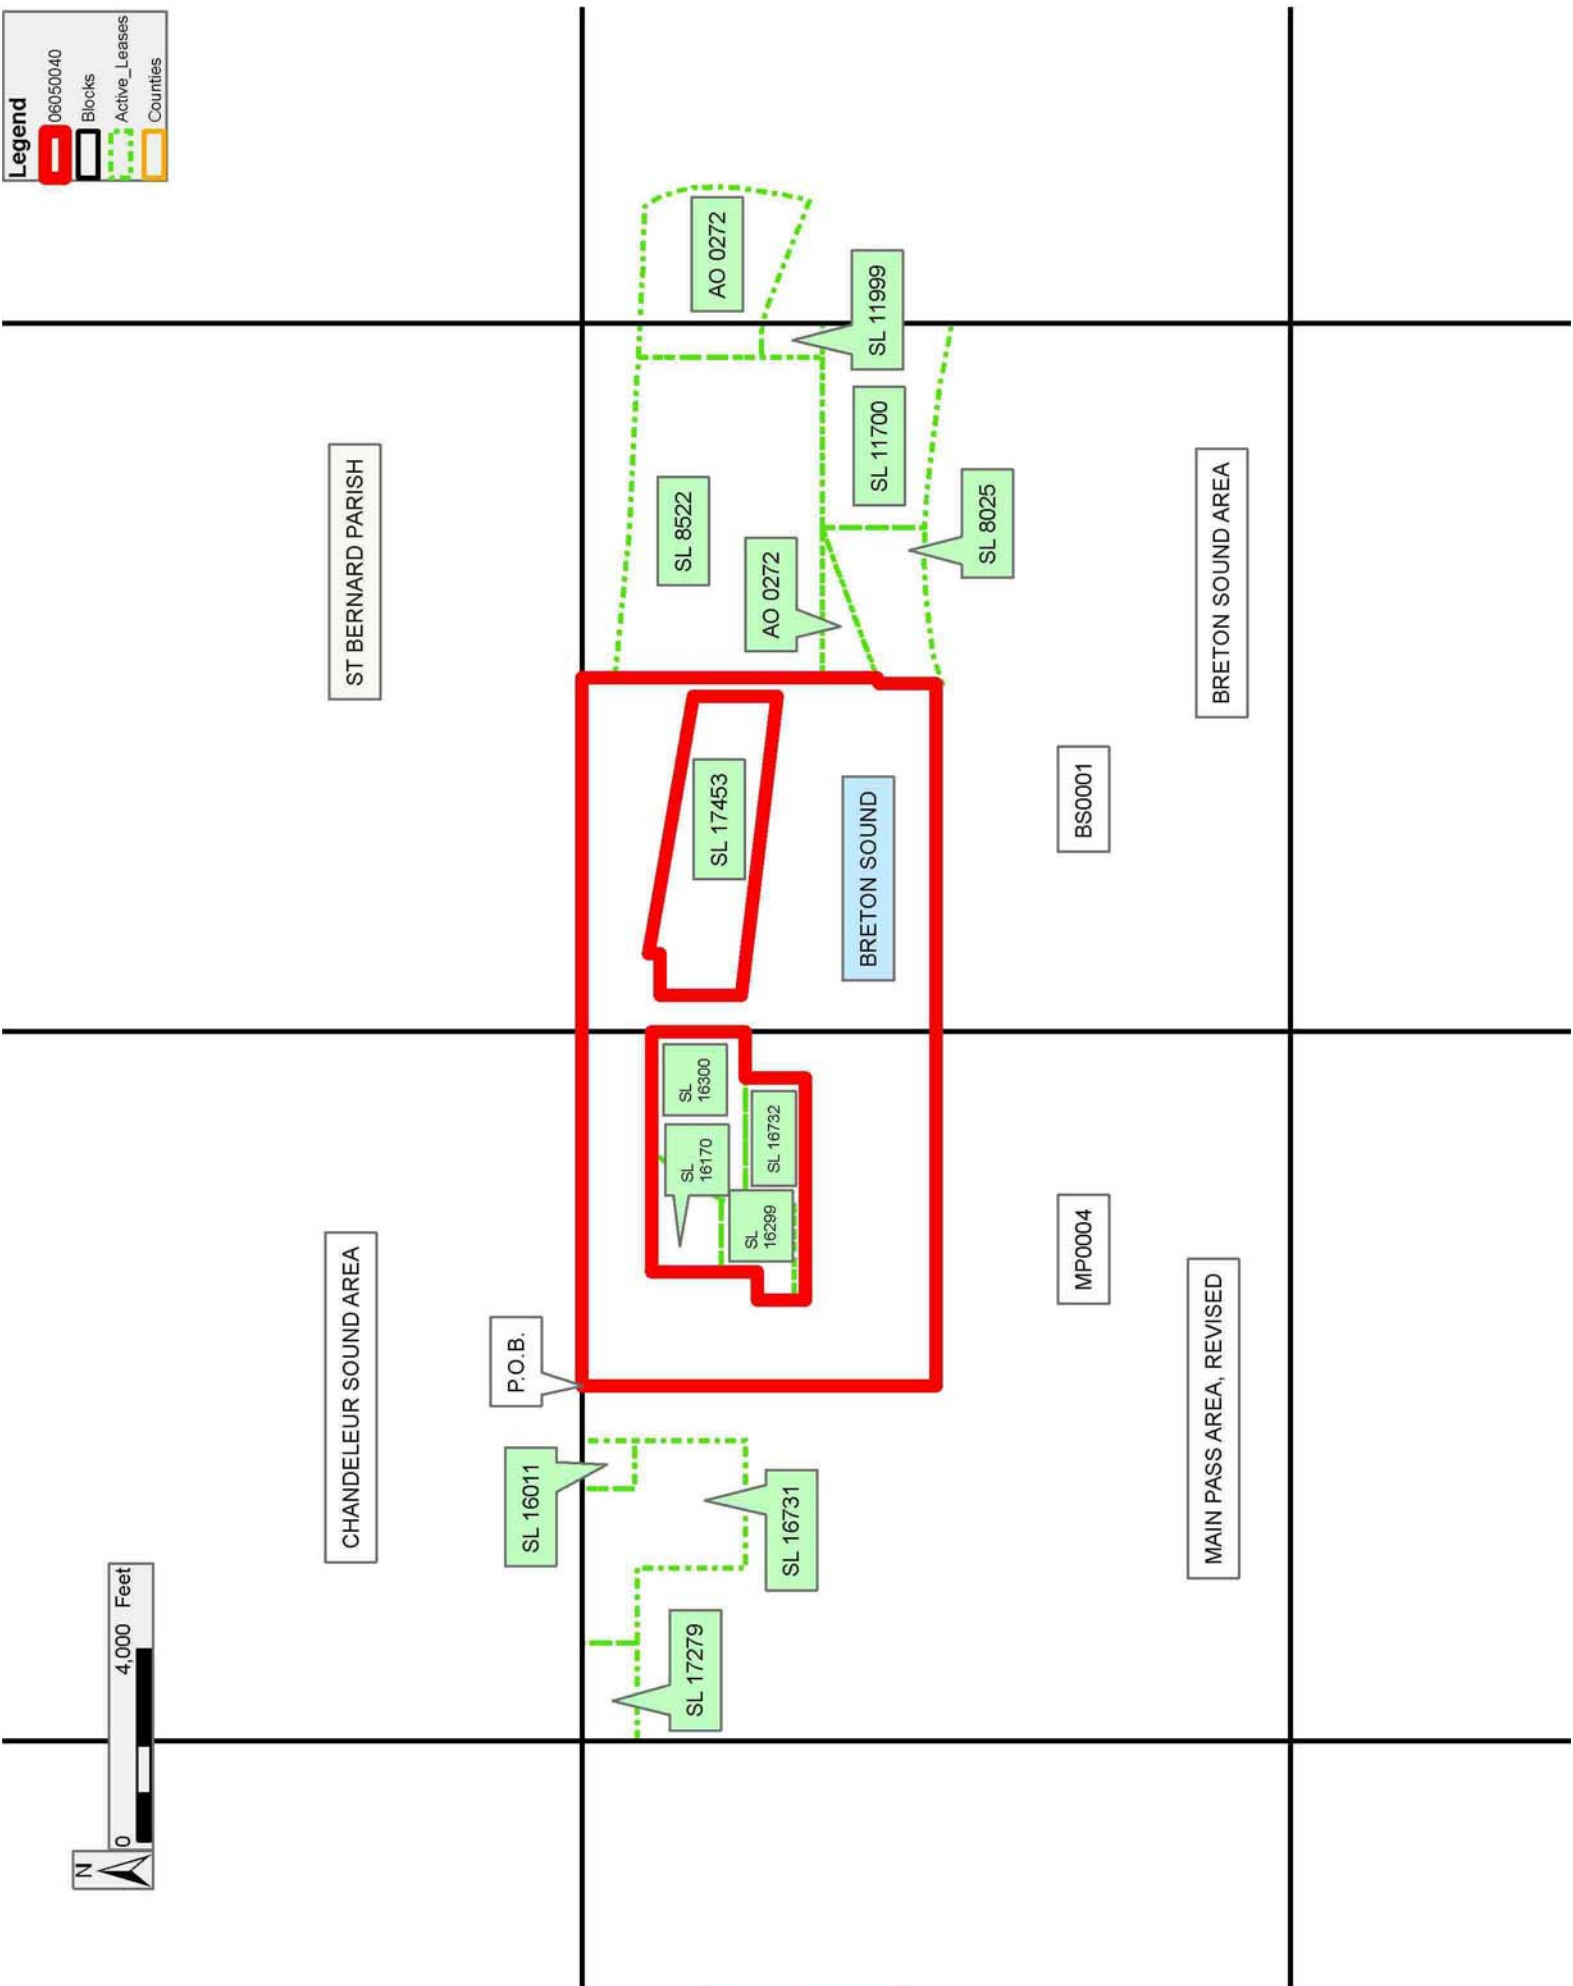 Legend
06050040
Blocks
Active_Leases
Counties
N
0
4,000 Feet
CHANDELEUR SOUND AREA
ST BERNARD PARISH
P.O.B.
SL 16011
SL 17279
SL 16731
SL
16170
SL
16300
SL
16299
SL 16732
SL 17453
BRETON SOUND
SL 8522
AO 0272
AO 0272
SL 11999
SL 11700
SL 8025
MP0004
BS0001
MAIN PASS AREA, REVISED
BRETON SOUND AREA